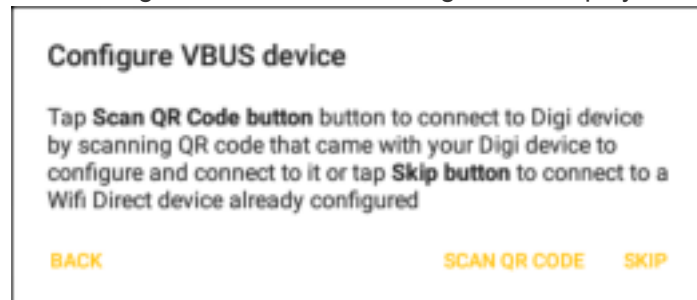 Configure VBUS device
Tap Scan QR Code button button to connect to Digi device
by scanning QR code that came with your Digi device to
configure and connect to it or tap Skip button to connect to a
Wifi Direct device already configured
BACK SCAN QR CODE SKIP